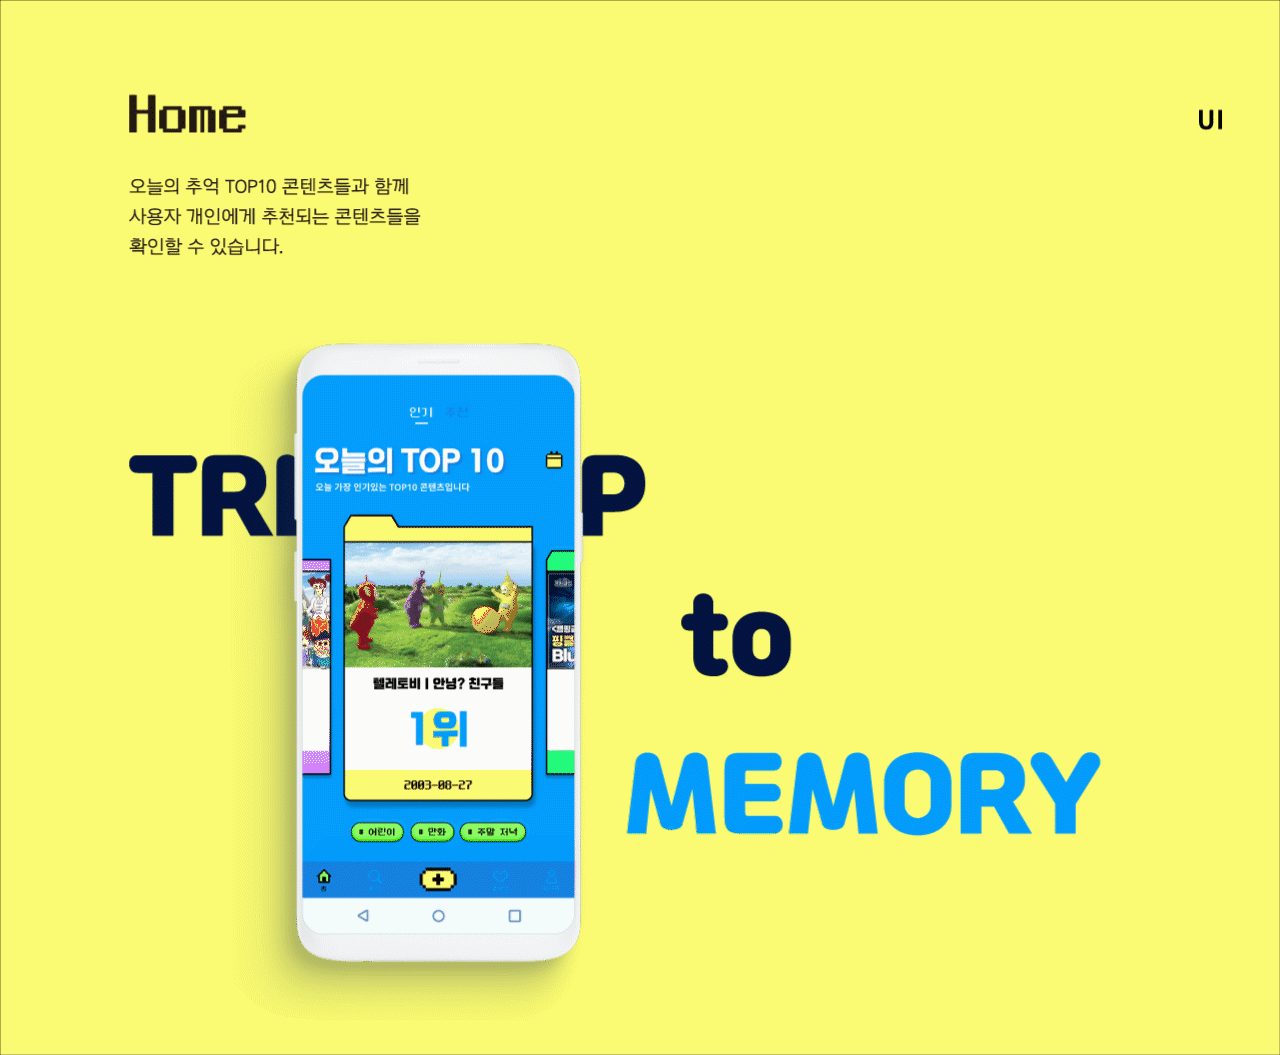 Home
UI
오늘의 추억 TOP10 콘텐츠들과 함께
사용자 개인에게 추천되는 콘텐츠들을
확인할 수 있습니다.
인기 추천
오늘의 TOP 10
오늘 가장 인기있는 TOP10 콘텐츠입니다
TRI P
텔레토비 | 안녕? 친구들
1위
2003-08-27
어린이 만화 주말 저녁
홈
to
MEMORY